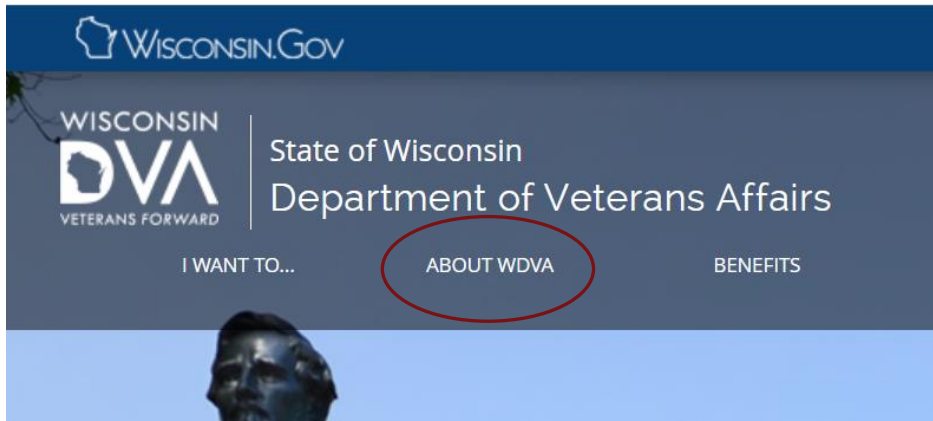 WISCONSIN.GOV
WISCONSIN
DVA
VETERANS FORWARD
State of Wisconsin
Department of Veterans Affairs
I WANT TO...
ABOUT WDVA
BENEFITS